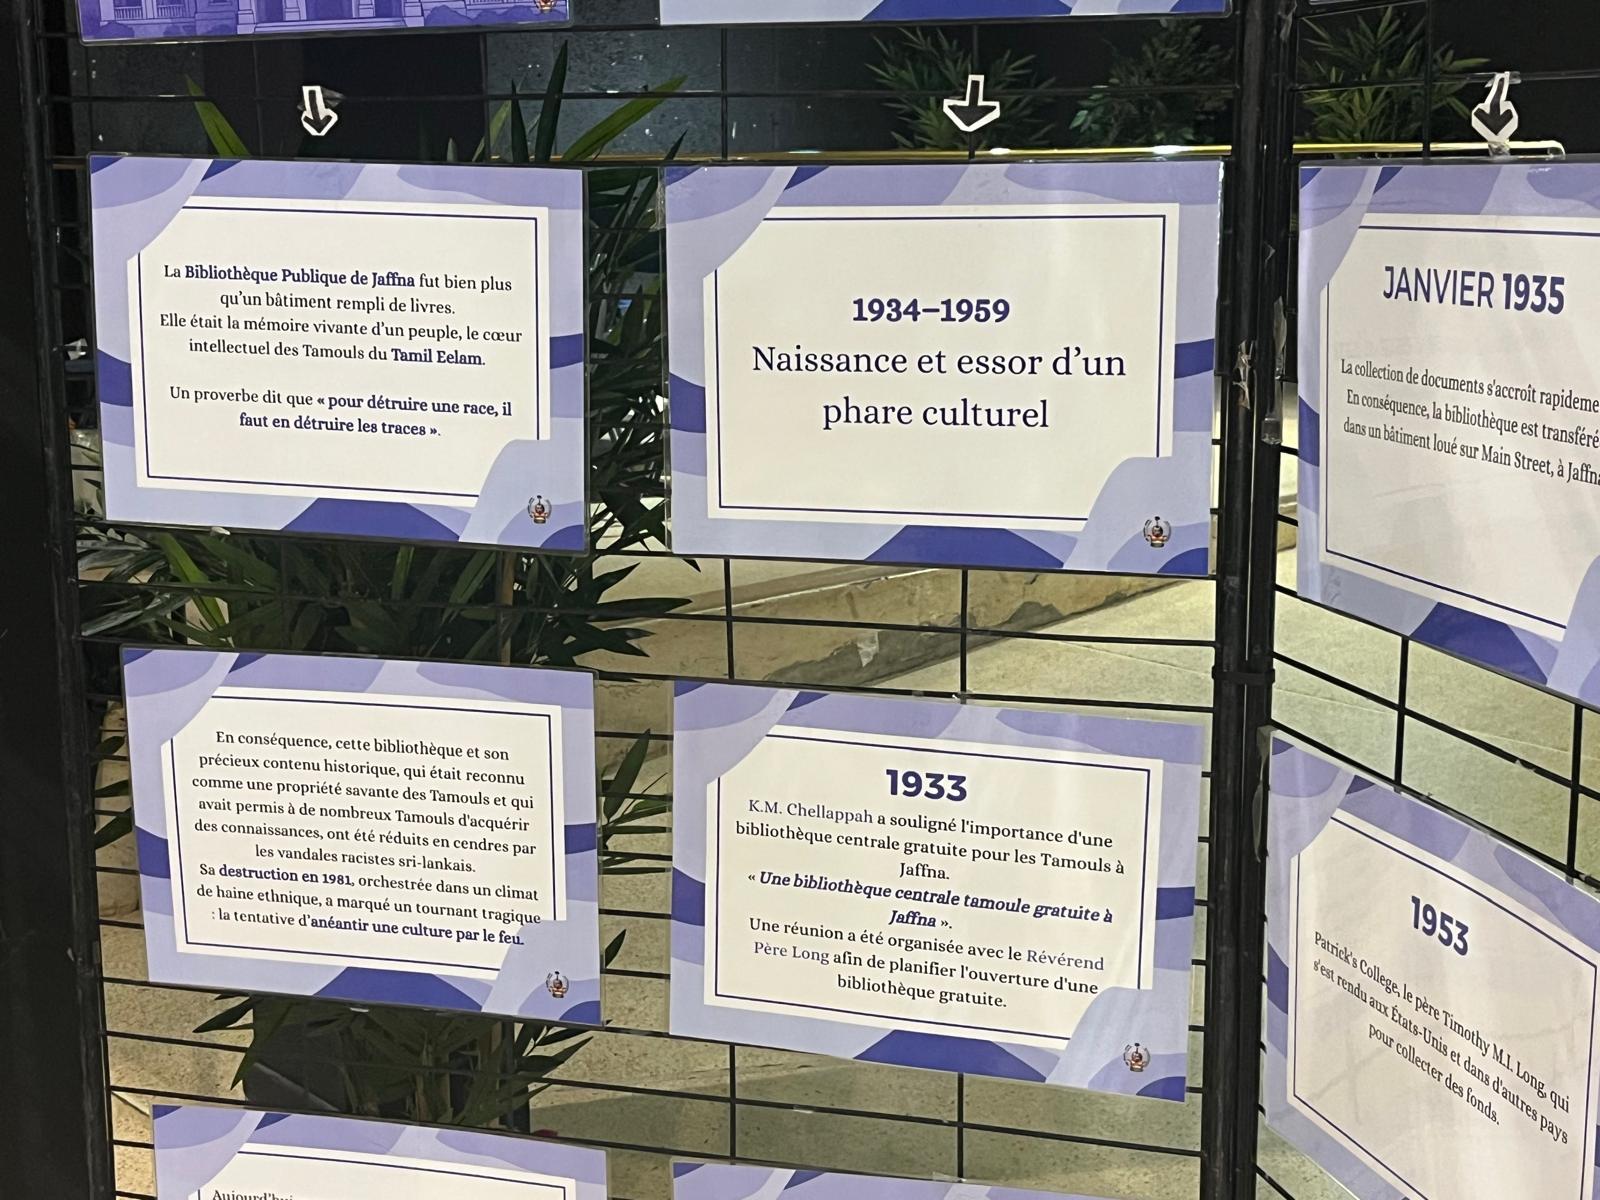 La Bibliothèque Publique de Jaffna fut bien plus
qu'un bâtiment rempli de livres.
Elle était la mémoire vivante d'un peuple, le cœur
intellectuel des Tamouls du Tamil Eelam.
Un proverbe dit que « pour détruire une race, il
faut en détruire les traces ».
1934–1959
Naissance et essor d'un
phare culturel
JANVIER 1935
La collection de documents s'accroît
En conséquence, la bibliothèque est
dans un bâtiment loué sur Main Street, à
En conséquence, cette bibliothèque et son
précieux contenu historique, qui était reconnu
comme une propriété savante des Tamouls et qui
avait permis à de nombreux Tamouls d'acquérir
des connaissances, ont été réduits en cendres par
les vandales racistes sri-lankais.
Sa destruction en 1981, orchestrée dans un climat
de haine ethnique, a marqué un tournant tragique
: la tentative d'anéantir une culture par le feu.
1933
K.M. Chellappah a souligné l'importance d'une
bibliothèque centrale gratuite pour les Tamouls à
Jaffna.
« Une bibliothèque centrale tamoule gratuite à
Jaffna ».
Une réunion a été organisée avec le Révérend
Père Long afin de planifier l'ouverture d'une
bibliothèque gratuite.
1953
Patrick's College, le père Timothy M.I. Long, qui
s'est rendu aux États-Unis et dans d'autres pays
pour collecter des fonds.